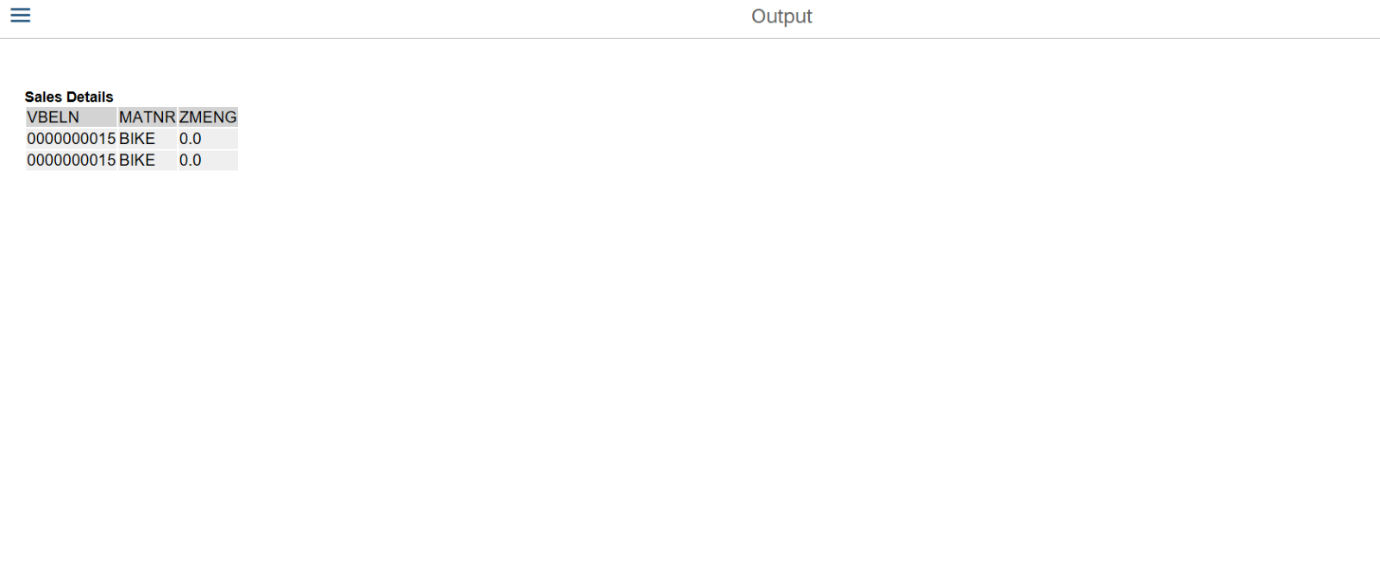 Output
Sales Details
VBELN MATNR ZMENG
0000000015 BIKE 0.0
0000000015 BIKE 0.0